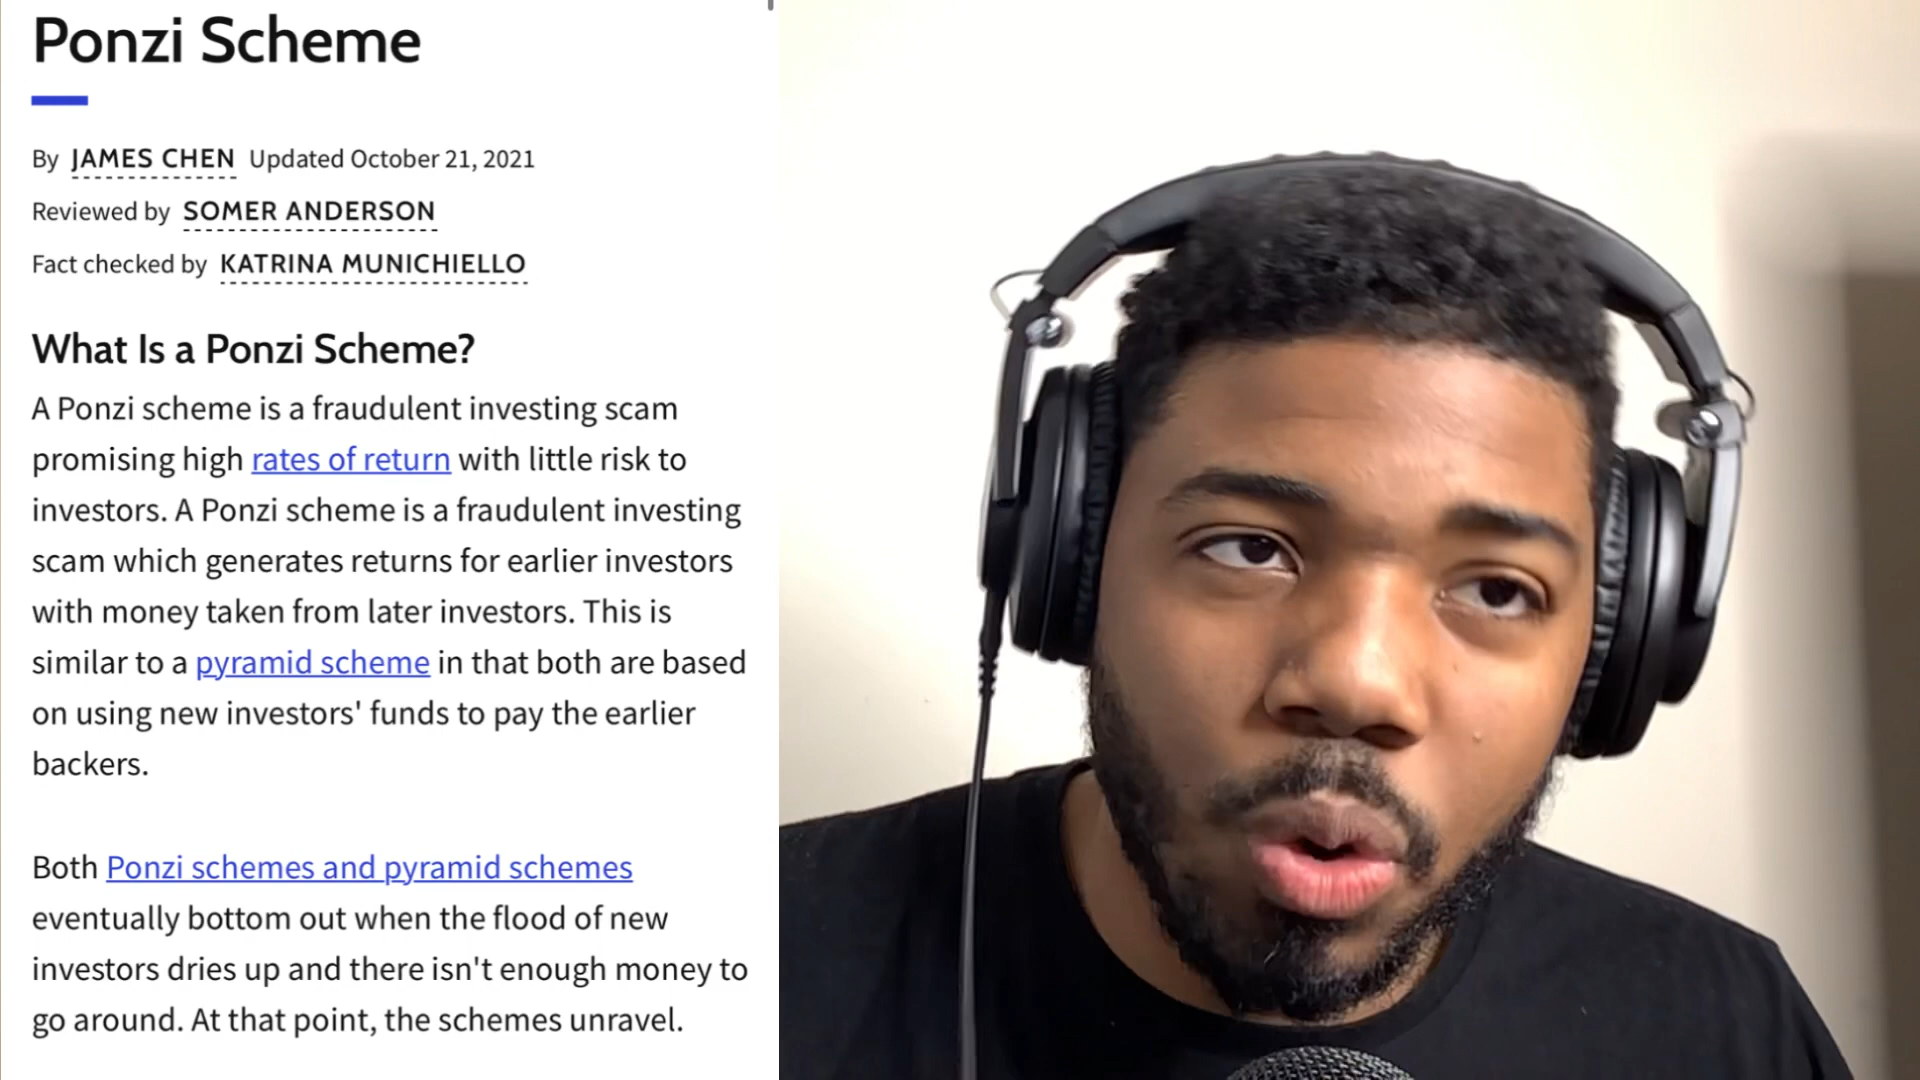 Ponzi Scheme
By JAMES CHEN Updated October 21, 2021
Reviewed by SOMER ANDERSON
Fact checked by KATRINA MUNICHIELLO
What Is a Ponzi Scheme?
A Ponzi scheme is a fraudulent investing scam
promising high rates of return with little risk to
investors. A Ponzi scheme is a fraudulent investing
scam which generates returns for earlier investors
with money taken from later investors. This is
similar to a pyramid scheme in that both are based
on using new investors' funds to pay the earlier
backers.
Both Ponzi schemes and pyramid schemes
eventually bottom out when the flood of new
investors dries up and there isn't enough money to
go around. At that point, the schemes unravel.